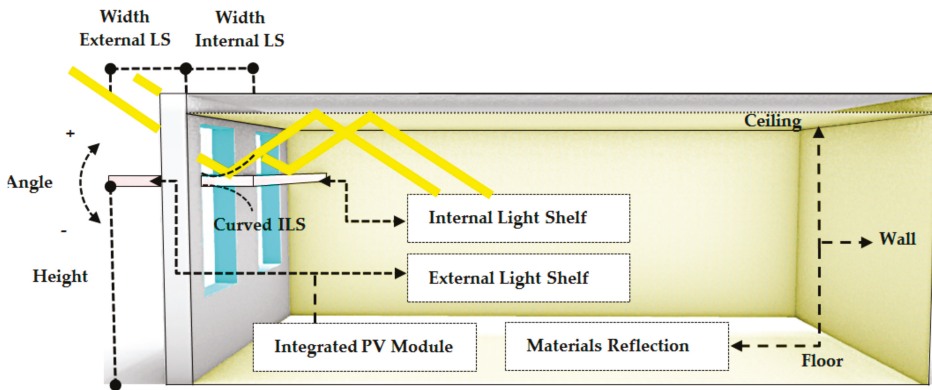 Width
External LS
Width
Internal LS
Ceiling
+
Angle
-
Height
Curved ILS
Internal Light Shelf
External Light Shelf
Wall
Integrated PV Module
Materials Reflection
Floor